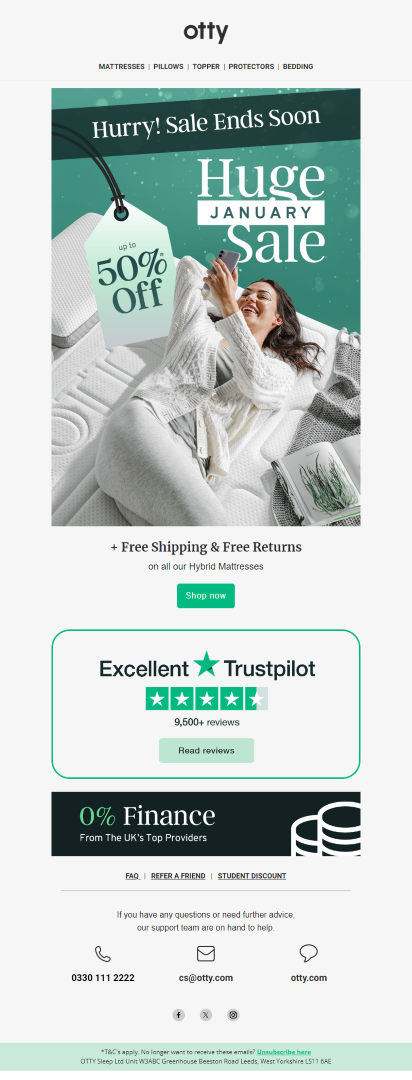 otty
MATTRESSES | PILLOWS | TOPPER | PROTECTORS | BEDDING
Hurry! Sale Ends Soon
Huge
JANUARY
Sale
up to
50%*
Off
+ Free Shipping & Free Returns
on all our Hybrid Mattresses
Shop now
Excellent Trustpilot
9,500+ reviews
Read reviews
0% Finance
From The UK's Top Providers
FAQ | REFER A FRIEND | STUDENT DISCOUNT
If you have any questions or need further advice,
our support team are on hand to help.
0330 111 2222 cs@otty.com otty.com
*T&C's apply. No longer want to receive these emails? Unsubscribe here
OTTY Sleep Ltd Unit W3ABC Greenhouse Beeston Road Leeds, West Yorkshire LS11 6AE